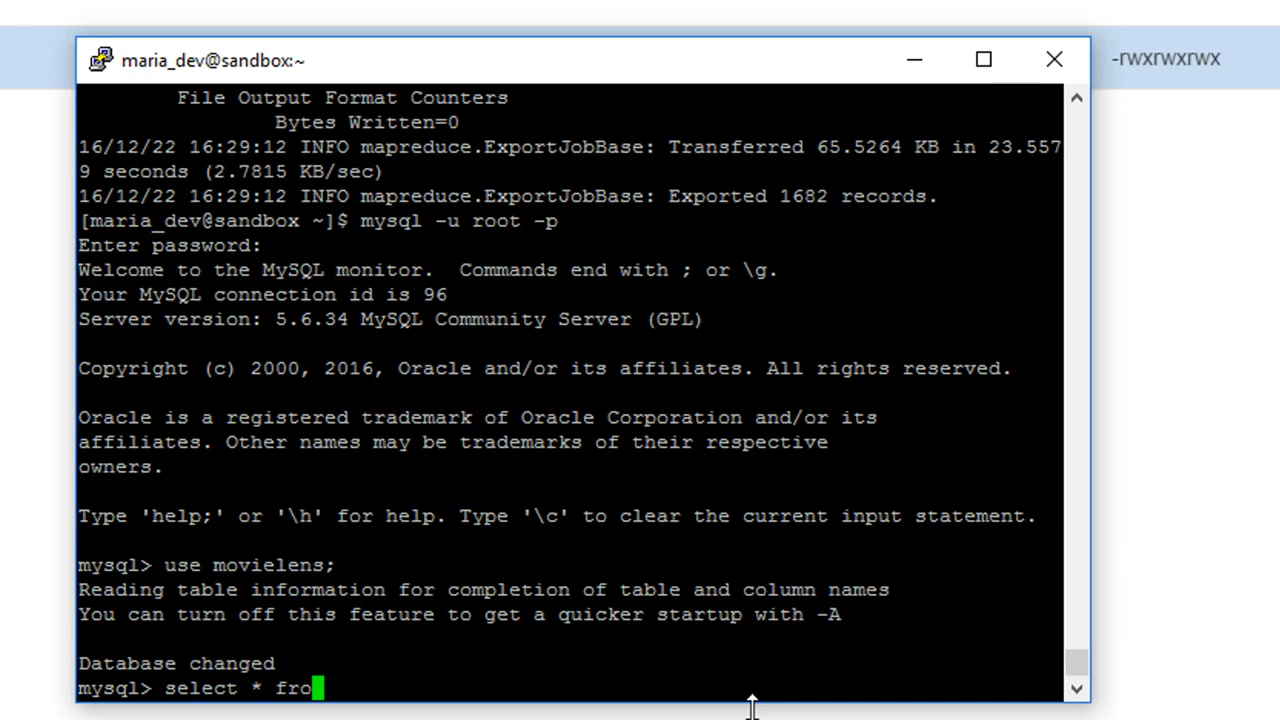 maria_dev@sandbox:~
-rwxrwxrwx
File Output Format Counters
Bytes Written=0
16/12/22 16:29:12 INFO mapreduce.ExportJobBase: Transferred 65.5264 KB in 23.557
9 seconds (2.7815 KB/sec)
16/12/22 16:29:12 INFO mapreduce.ExportJobBase: Exported 1682 records.
[maria_dev@sandbox ~]$ mysql -u root -p
Enter password:
Welcome to the MySQL monitor.  Commands end with ; or \g.
Your MySQL connection id is 96
Server version: 5.6.34 MySQL Community Server (GPL)
Copyright (c) 2000, 2016, Oracle and/or its affiliates. All rights reserved.
Oracle is a registered trademark of Oracle Corporation and/or its
affiliates. Other names may be trademarks of their respective
owners.
Type 'help;' or '\h' for help. Type '\c' to clear the current input statement.
mysql> use movielens;
Reading table information for completion of table and column names
You can turn off this feature to get a quicker startup with -A
Database changed
mysql> select * fro